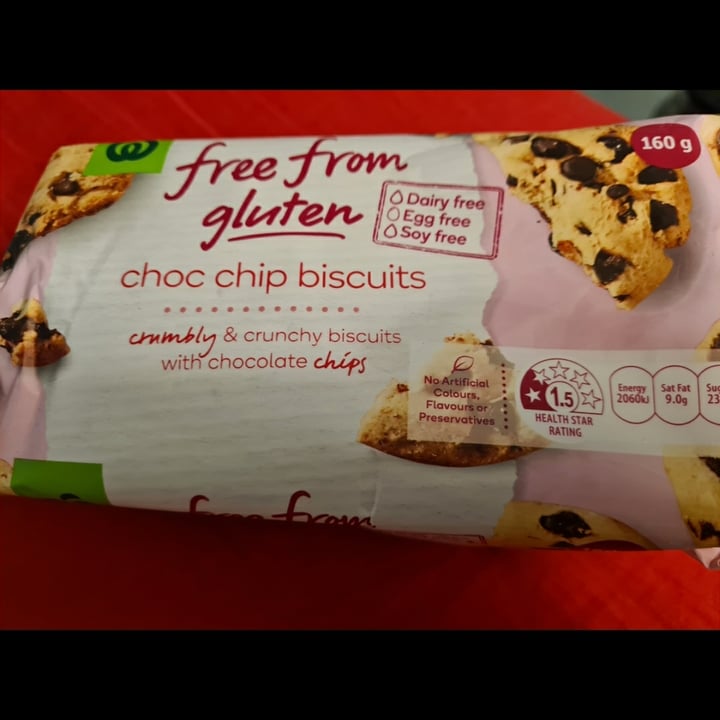 free from
gluten
Dairy free
Egg free
Soy free
160 g
choc chip biscuits
crumbly & crunchy biscuits
with chocolate chips
No Artificial
Colours,
Flavours or
Preservatives
1.5
HEALTH STAR
RATING
Energy
2060kJ
Sat Fat
9.0g
free from